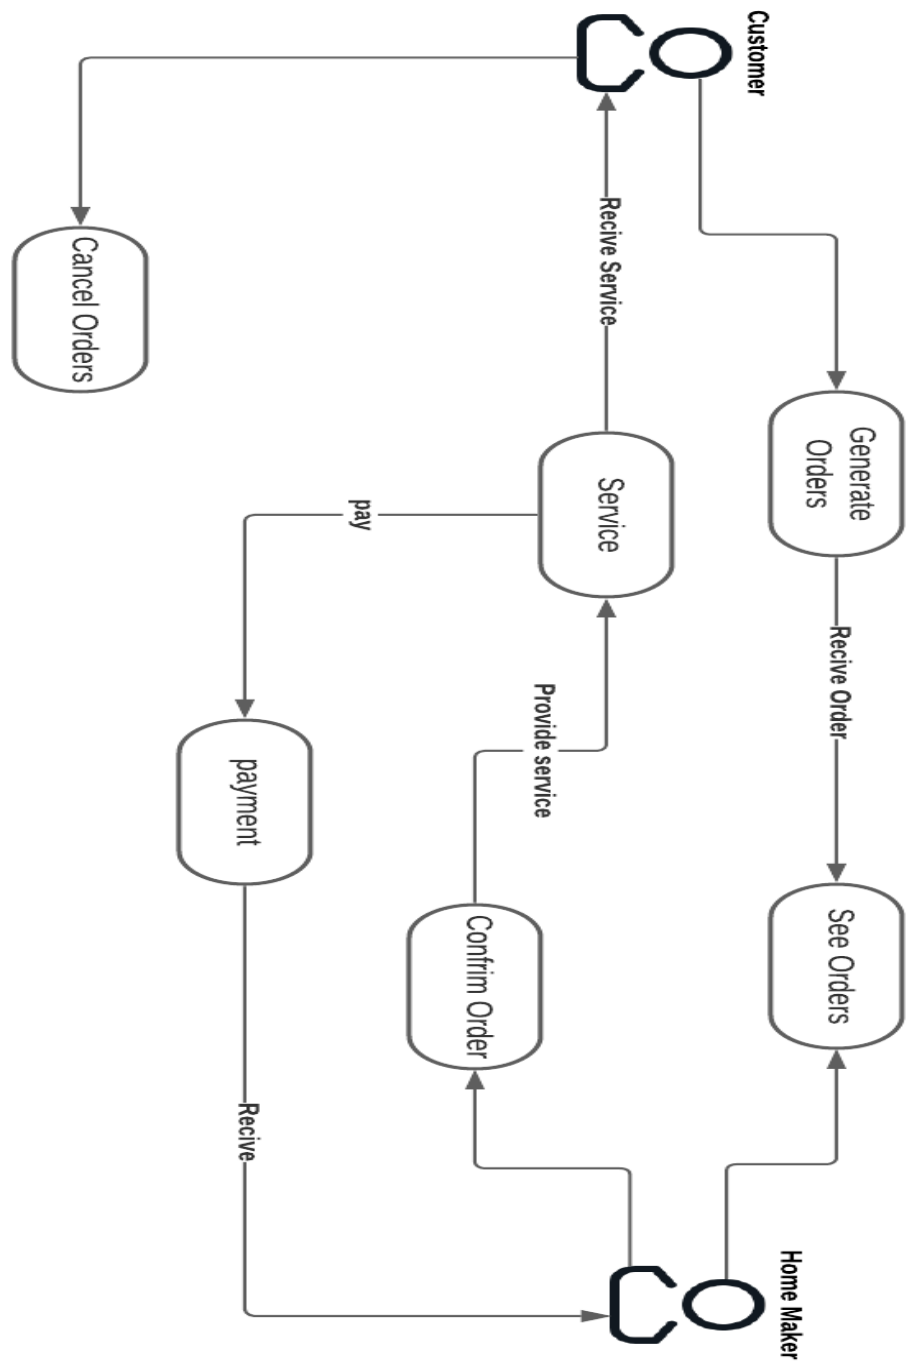 Customer
Home Maker
Generate
Orders
Recive Order
See Orders
Recive Service
Service
Provide service
Confrim Order
pay
payment
Recive
Cancel Orders